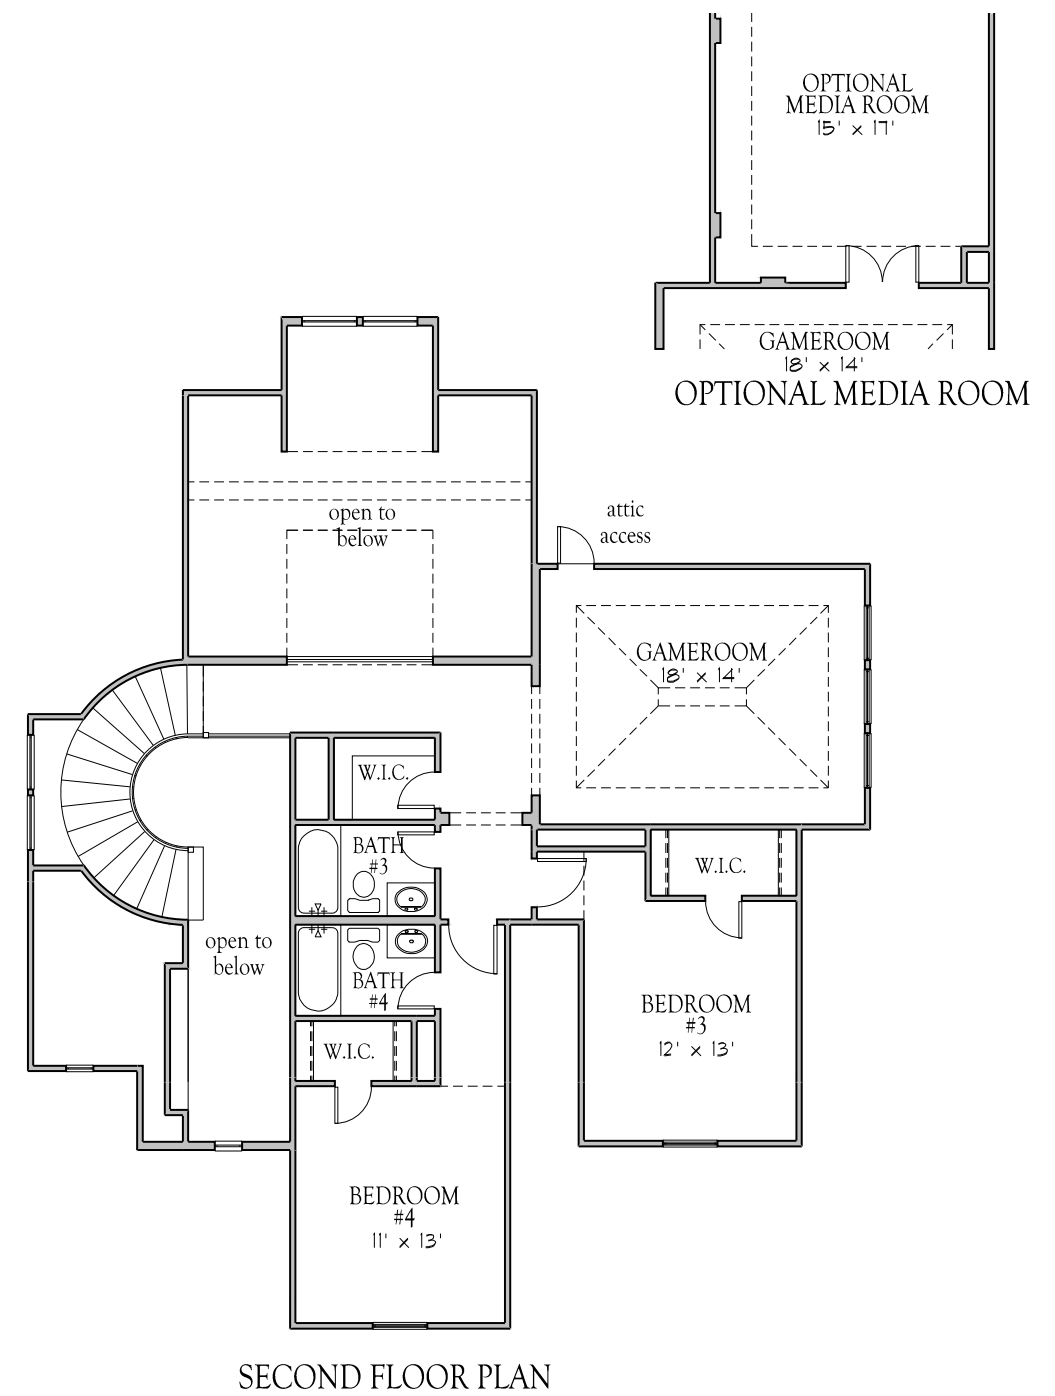 OPTIONAL
MEDIA ROOM
15' x 17'
GAMEROOM
18' x 14'
OPTIONAL MEDIA ROOM
open to
below
attic
access
GAMEROOM
18' x 14'
W.I.C.
BATH
#3
W.I.C.
open to
below
BATH
#4
BEDROOM
#3
12' x 13'
W.I.C.
BEDROOM
#4
11' x 13'
SECOND FLOOR PLAN